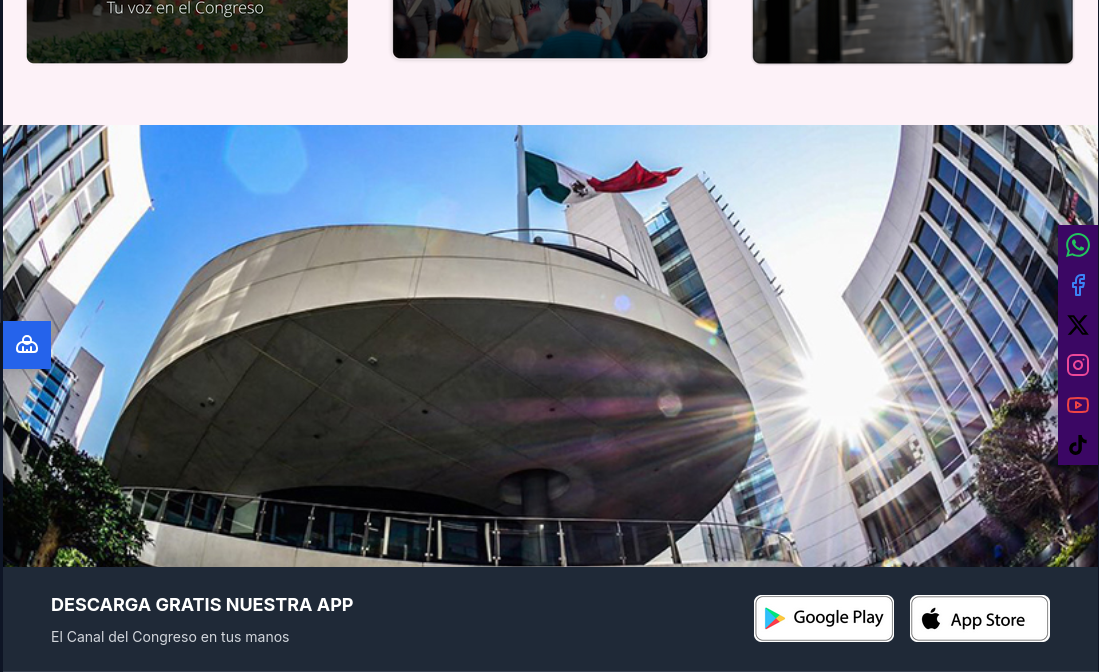 Tu voz en el Congreso
DESCARGA GRATIS NUESTRA APP
El Canal del Congreso en tus manos
Google Play
App Store